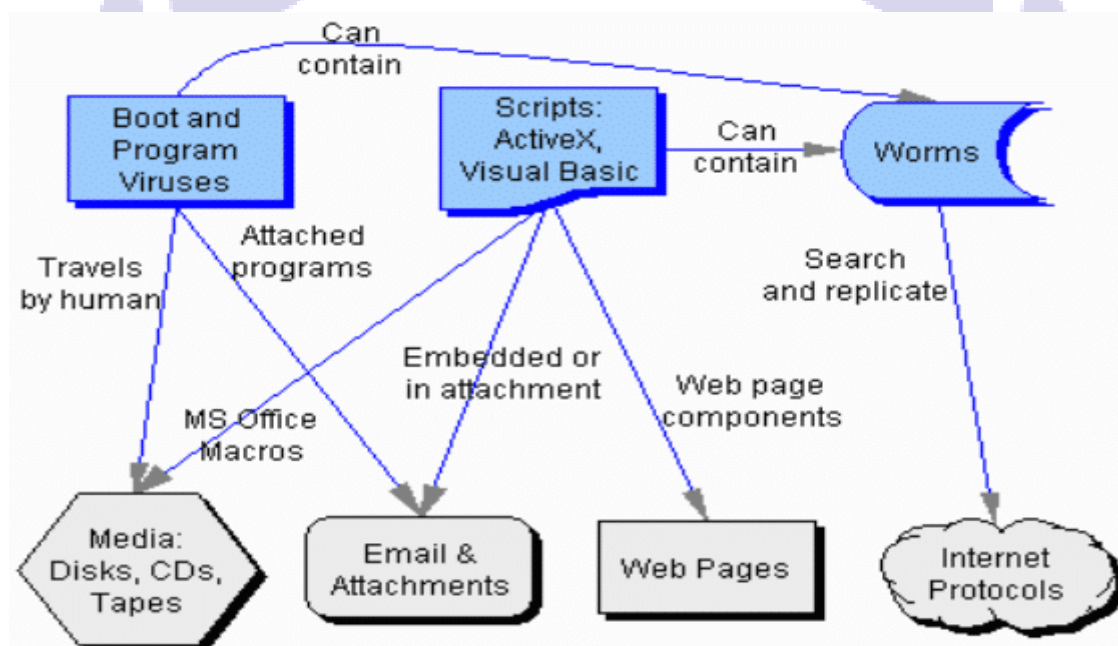 Can
contain
Boot and
Program
Viruses
Scripts:
ActiveX,
Visual Basic
Can
contain
Worms
Travels
by human
Attached
programs
Search
and replicate
Embedded or
in attachment
Web page
components
MS Office
Macros
Media:
Disks, CDs,
Tapes
Email &
Attachments
Web Pages
Internet
Protocols